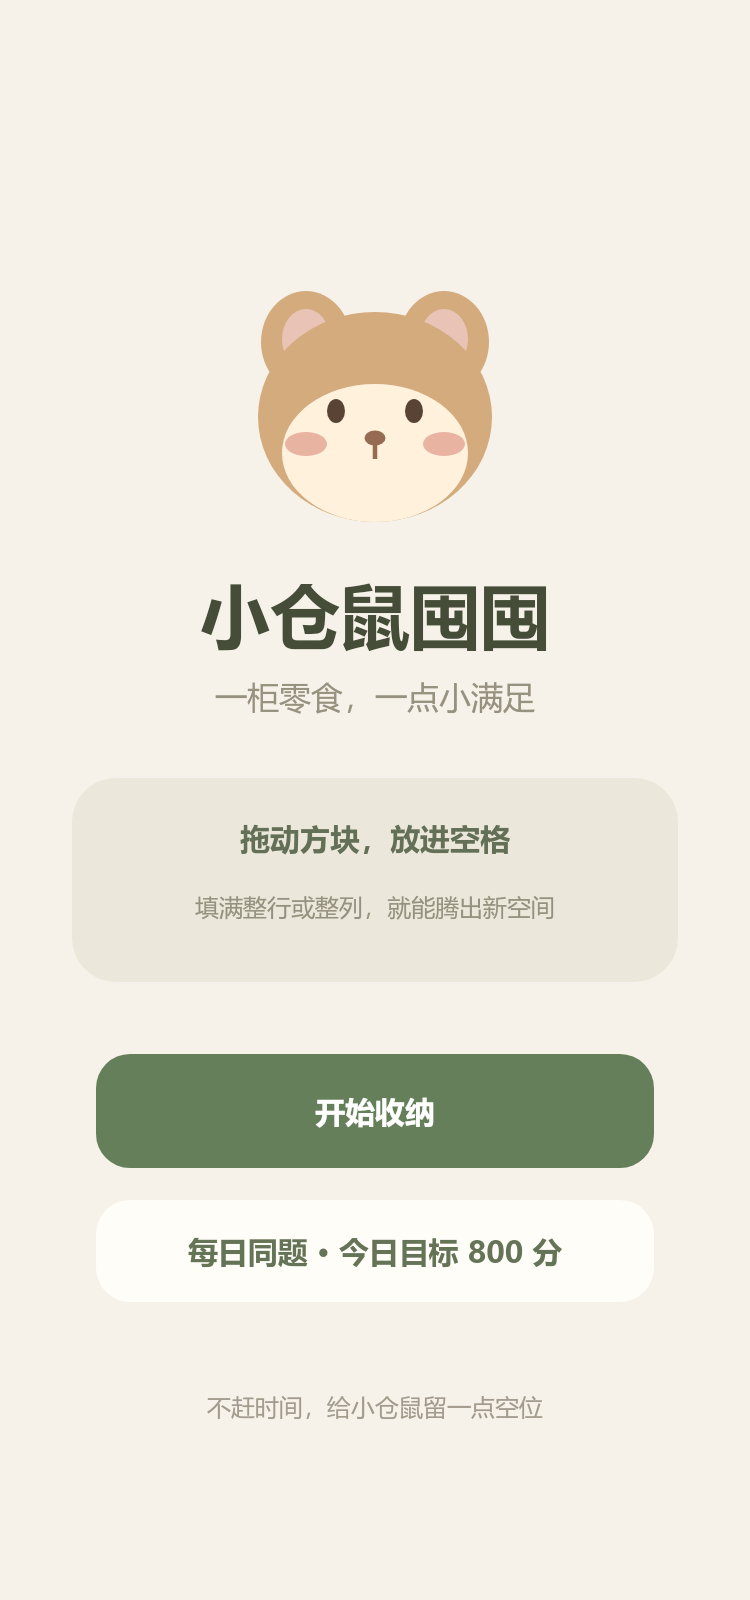 小仓鼠囤囤
一柜零食，一点小满足
拖动方块，放进空格
填满整行或整列，就能腾出新空间
开始收纳
每日同题 · 今日目标 800 分
不赶时间，给小仓鼠留一点空位